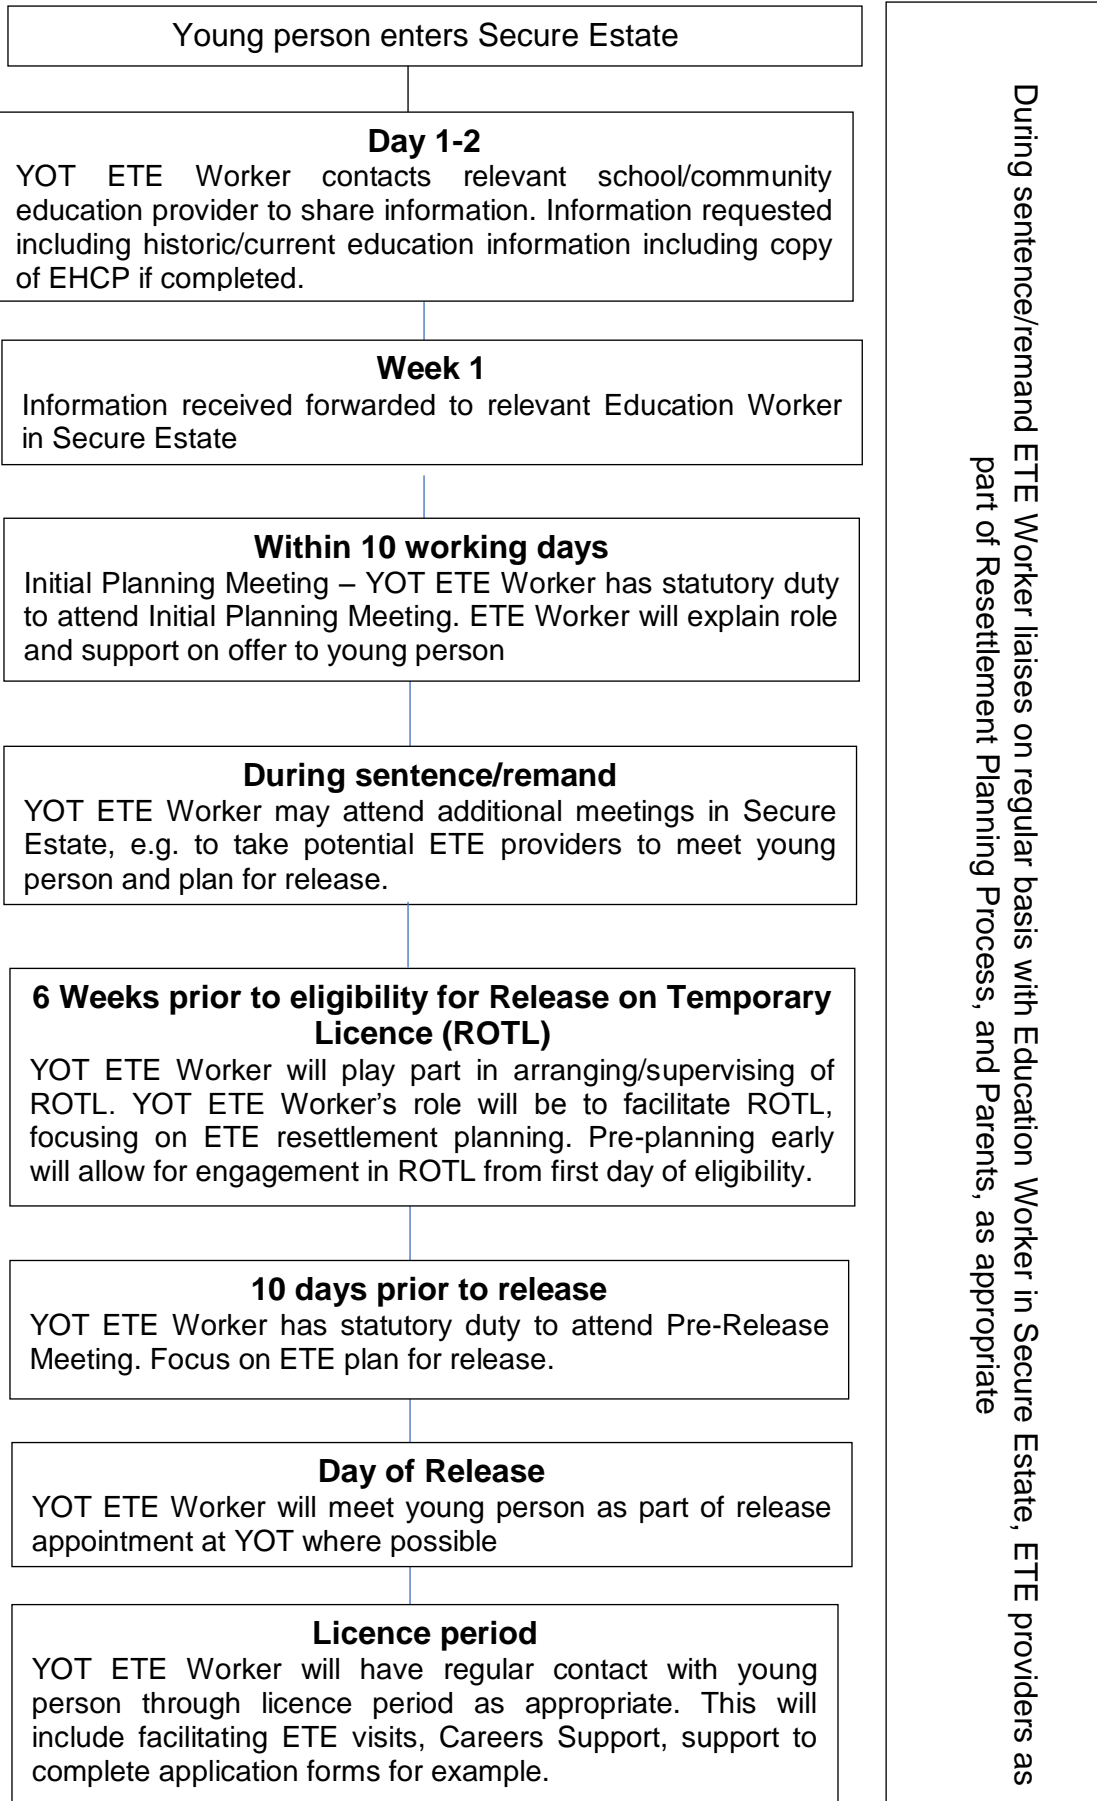 Young person enters Secure Estate
Day 1-2
YOT ETE Worker contacts relevant school/community
education provider to share information. Information requested
including historic/current education information including copy
of EHCP if completed.
Week 1
Information received forwarded to relevant Education Worker
in Secure Estate
Within 10 working days
Initial Planning Meeting – YOT ETE Worker has statutory duty
to attend Initial Planning Meeting. ETE Worker will explain role
and support on offer to young person
During sentence/remand
YOT ETE Worker may attend additional meetings in Secure
Estate, e.g. to take potential ETE providers to meet young
person and plan for release.
6 Weeks prior to eligibility for Release on Temporary
Licence (ROTL)
YOT ETE Worker will play part in arranging/supervising of
ROTL. YOT ETE Worker’s role will be to facilitate ROTL,
focusing on ETE resettlement planning. Pre-planning early
will allow for engagement in ROTL from first day of eligibility.
10 days prior to release
YOT ETE Worker has statutory duty to attend Pre-Release
Meeting. Focus on ETE plan for release.
Day of Release
YOT ETE Worker will meet young person as part of release
appointment at YOT where possible
Licence period
YOT ETE Worker will have regular contact with young
person through licence period as appropriate. This will
include facilitating ETE visits, Careers Support, support to
complete application forms for example.
During sentence/remand ETE Worker liaises on regular basis with Education Worker in Secure Estate, ETE providers as
part of Resettlement Planning Process, and Parents, as appropriate